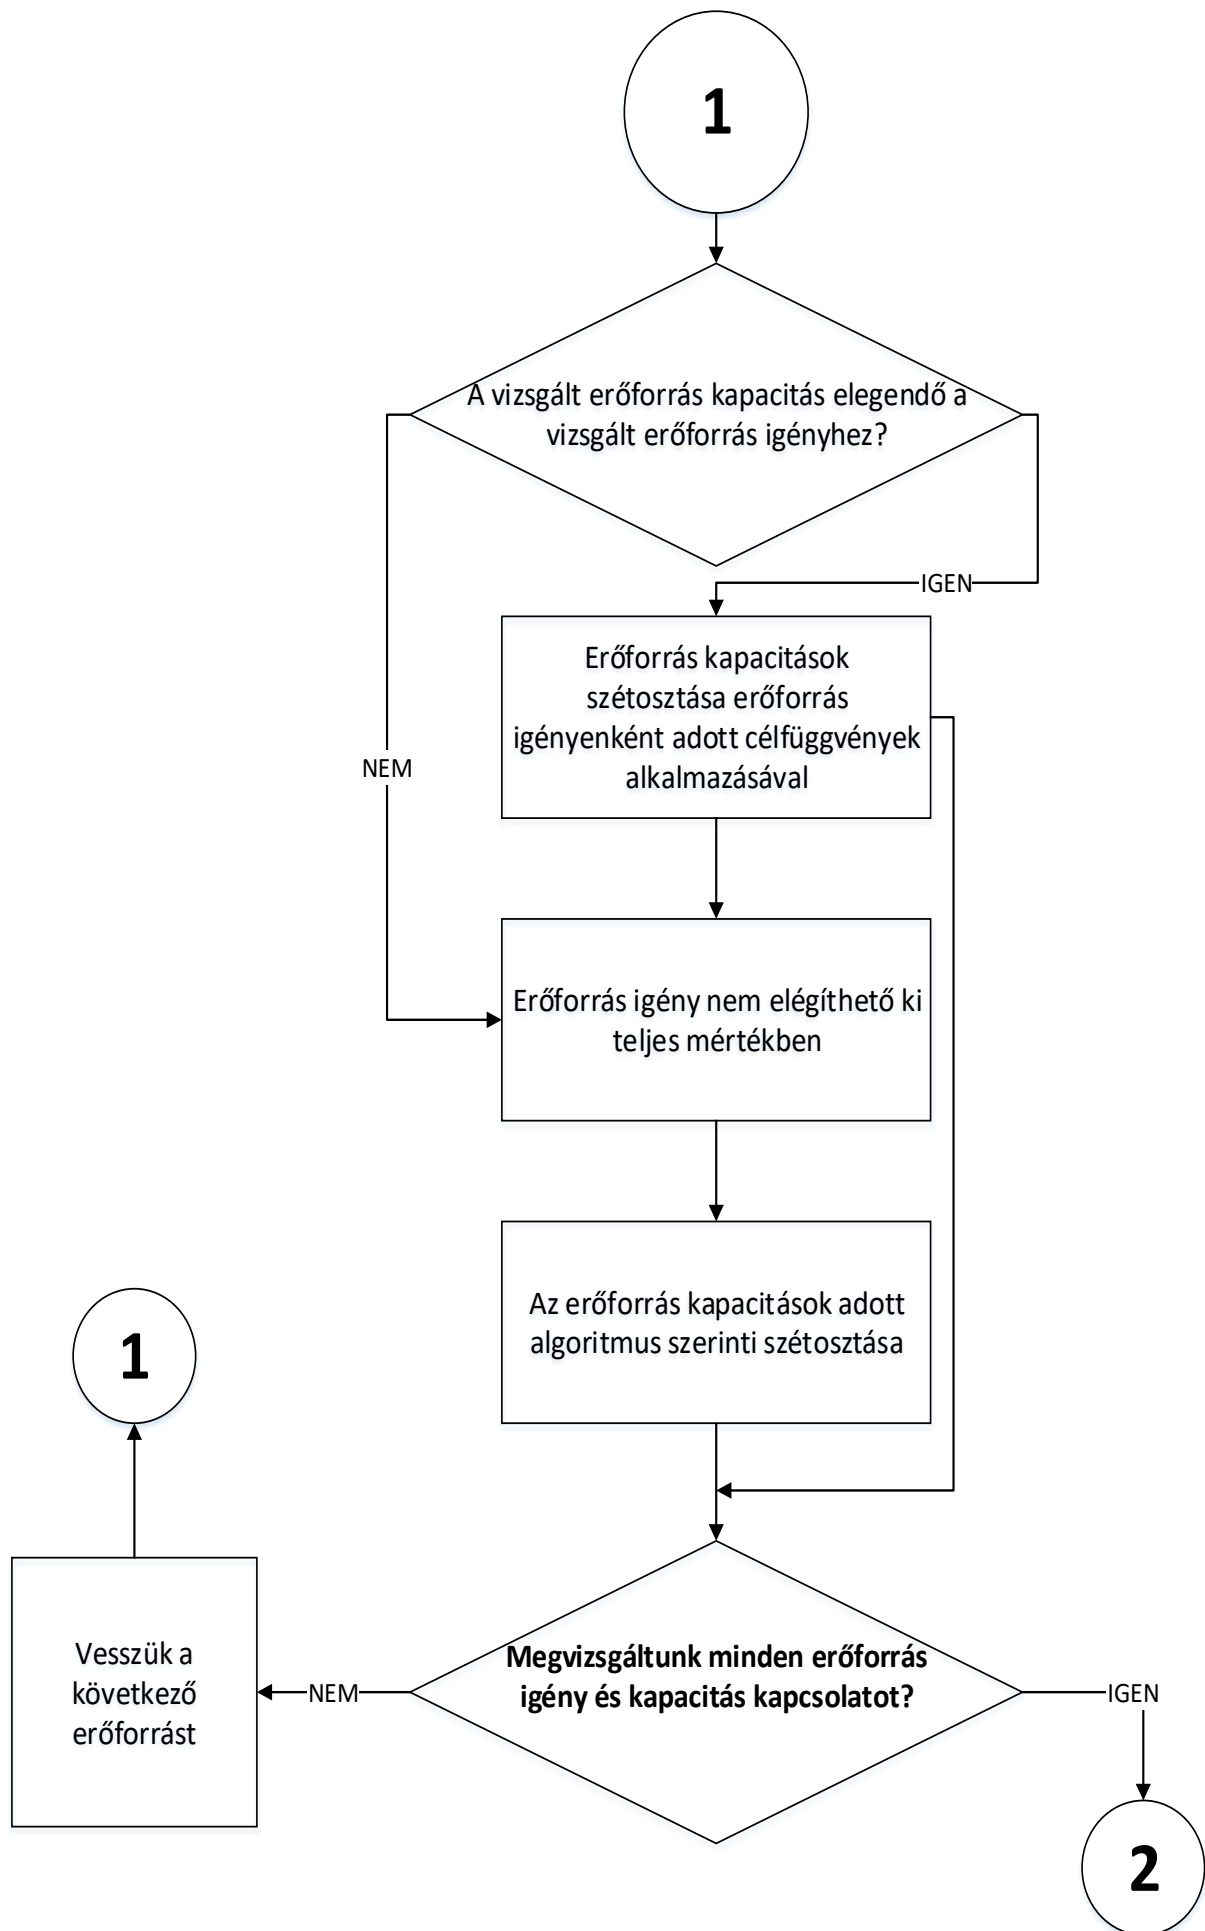 1
A vizsgált erőforrás kapacitás elegendő a
vizsgált erőforrás igényhez?
IGEN
Erőforrás kapacitások
szétosztása erőforrás
igényenként adott célfüggvények
alkalmazásával
NEM
Erőforrás igény nem elégíthető ki
teljes mértékben
Az erőforrás kapacitások adott
algoritmus szerinti szétosztása
1
Megvizsgáltunk minden erőforrás
igény és kapacitás kapcsolatot?
NEM
IGEN
Vesszük a
következő
erőforrást
2